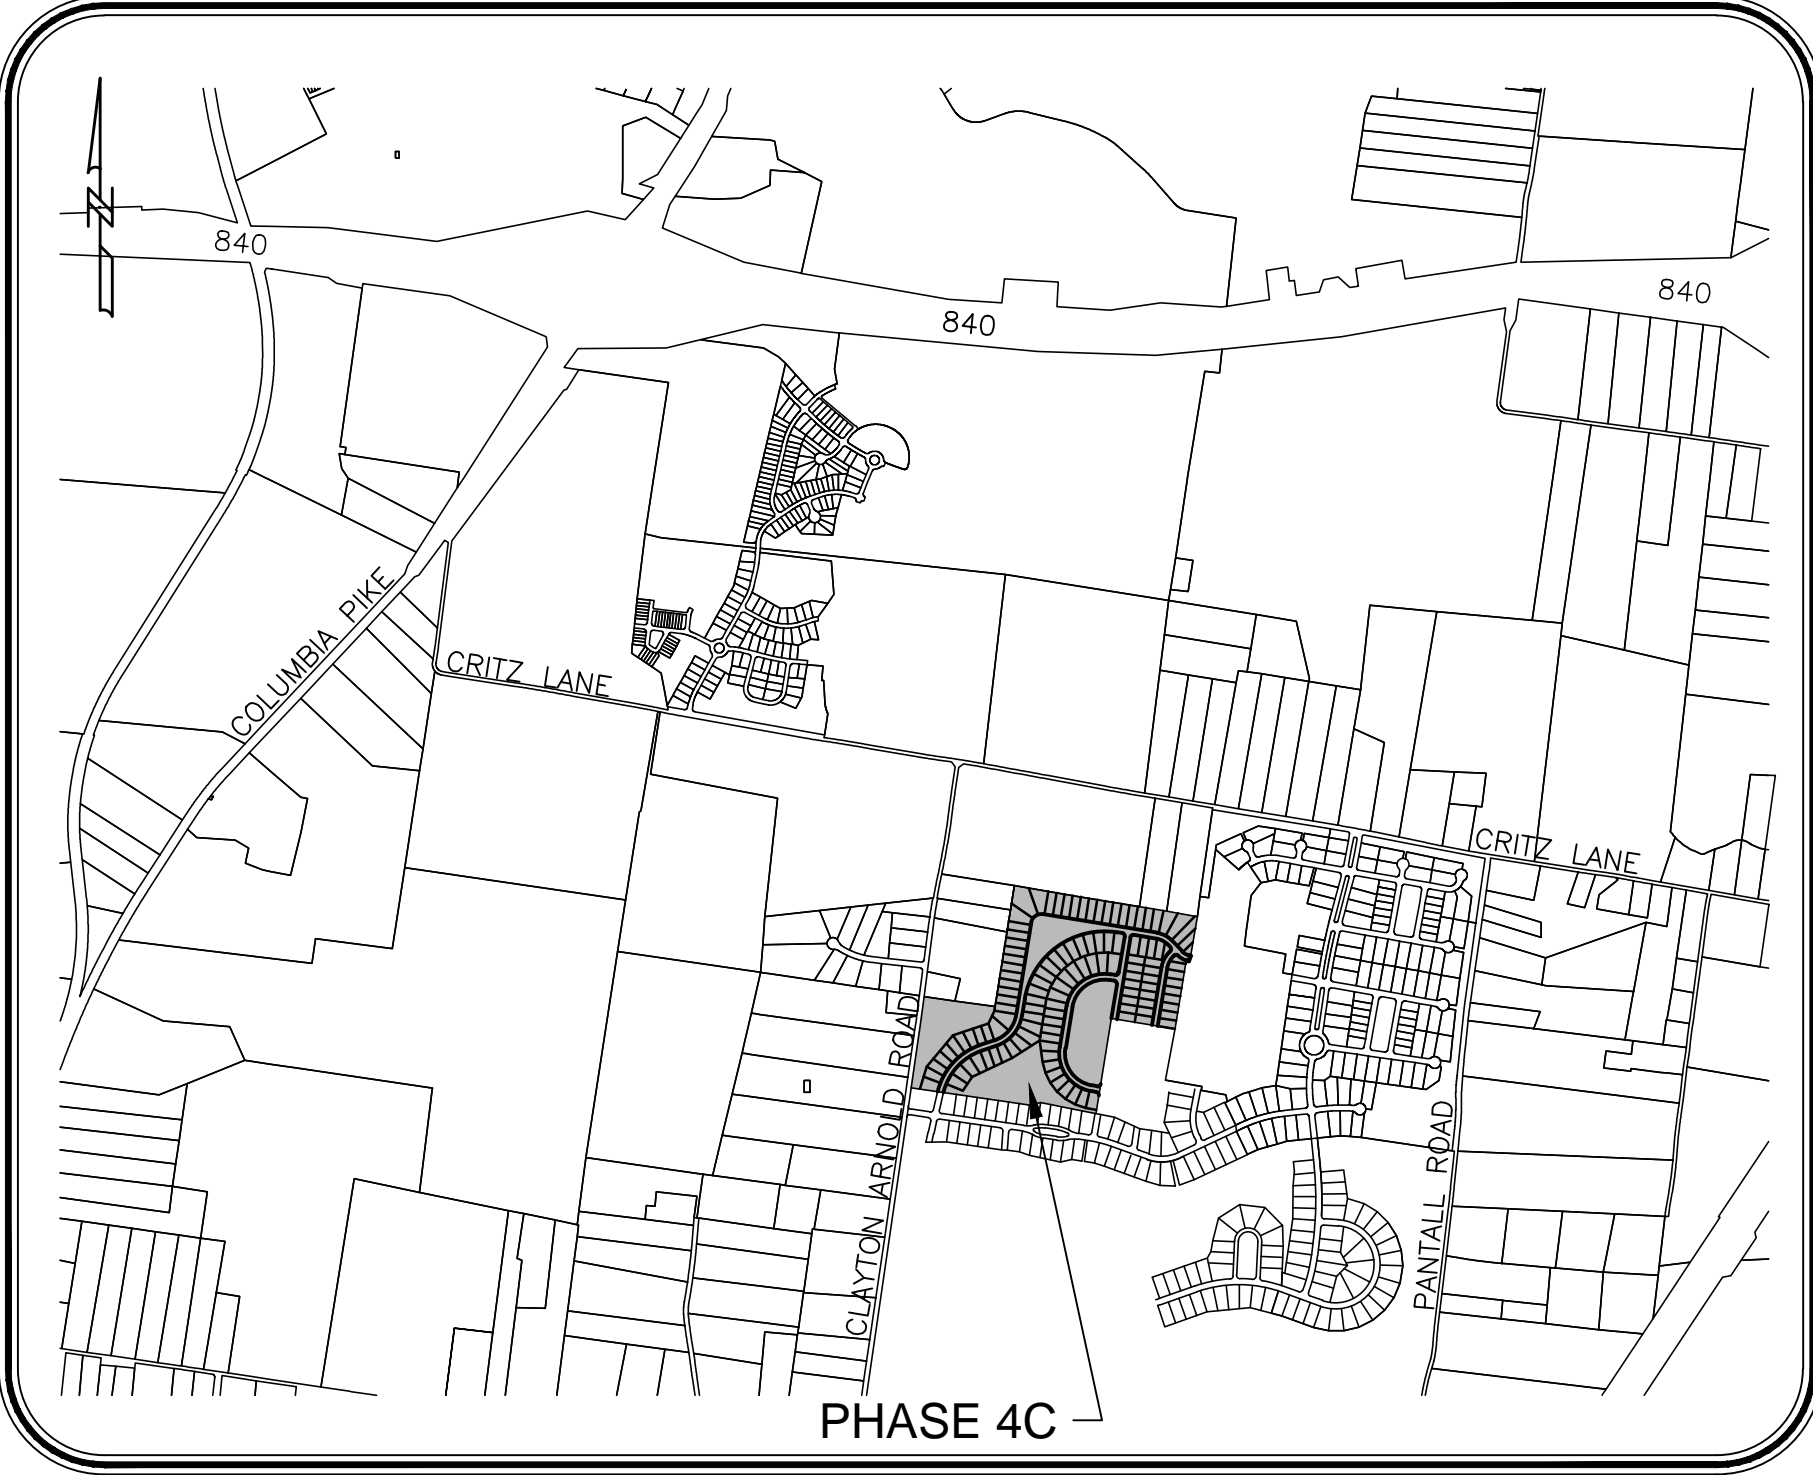 N
840
840
840
COLUMBIA PIKE
CRITZ LANE
CRITZ LANE
CLAYTON ARNOLD ROAD
PANTALL ROAD
PHASE 4C